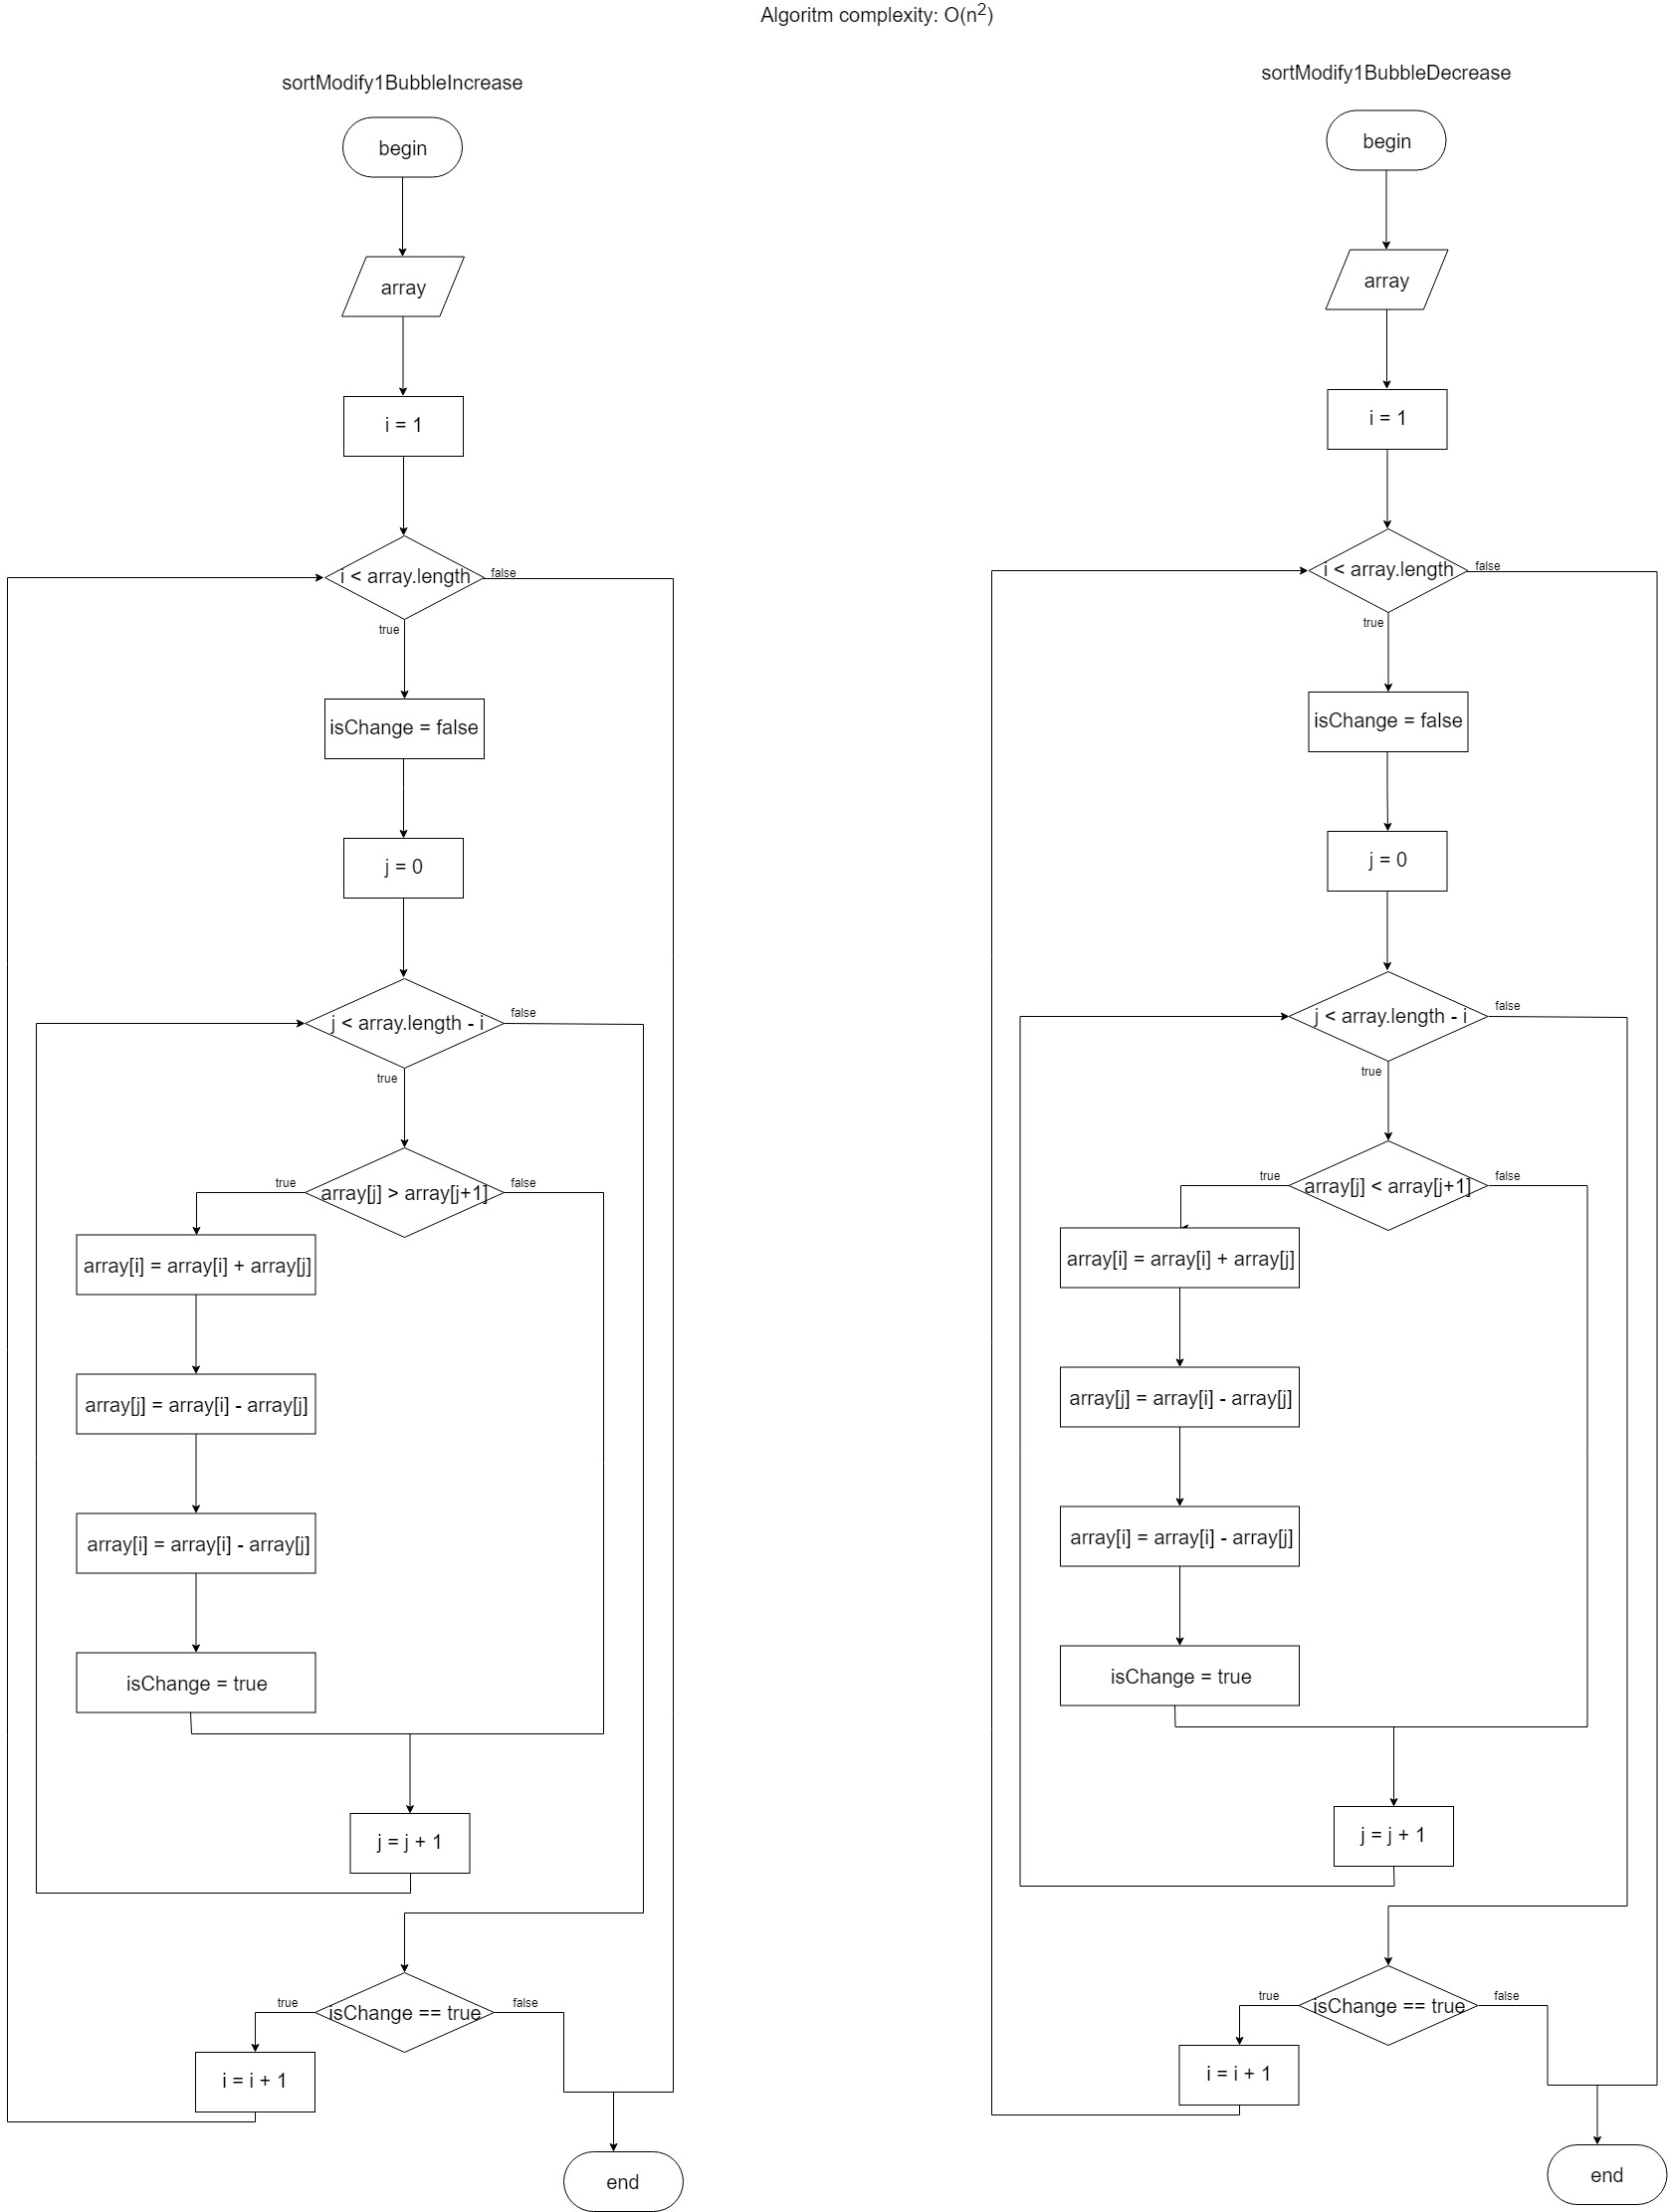 Algoritm complexity: O(n²)
sortModify1BubbleIncrease
begin
array
i = 1
i < array.length
false
true
isChange = false
j = 0
j < array.length - i
false
true
array[j] > array[j+1]
true
false
array[i] = array[i] + array[j]
array[j] = array[i] - array[j]
array[i] = array[i] - array[j]
isChange = true
j = j + 1
isChange == true
true
false
i = i + 1
end
sortModify1BubbleDecrease
begin
array
i = 1
i < array.length
false
true
isChange = false
j = 0
j < array.length - i
false
true
array[j] < array[j+1]
true
false
array[i] = array[i] + array[j]
array[j] = array[i] - array[j]
array[i] = array[i] - array[j]
isChange = true
j = j + 1
isChange == true
true
false
i = i + 1
end